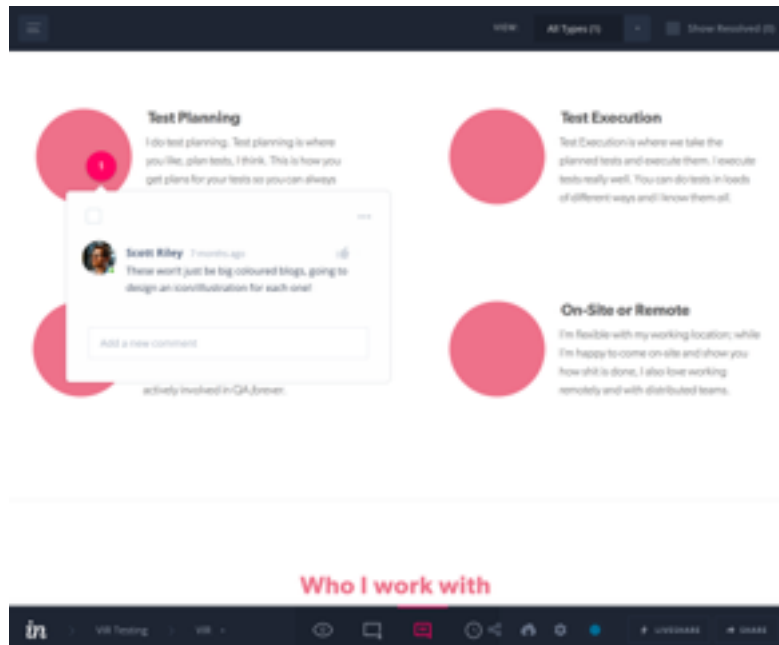 VIEW:
All Types (1)
Show Resolved (0)
Test Planning
I do test planning. Test planning is where
you like, plan tests, I think. This is how you
get plans for your tests so you can always
1
Scott Riley 7 months ago
These won't just be big coloured blogs, going to
design an icon/illustration for each one!
Add a new comment
actively involved in QA forever.
Test Execution
Test Execution is where we take the
planned tests and execute them. I execute
tests really well. You can do tests in loads
of different ways and I know them all.
On-Site or Remote
I'm flexible with my working location; while
I'm happy to come on-site and show you
how shit is done, I also love working
remotely and with distributed teams.
Who I work with
in
Testing
LIVESHARE
SHARE